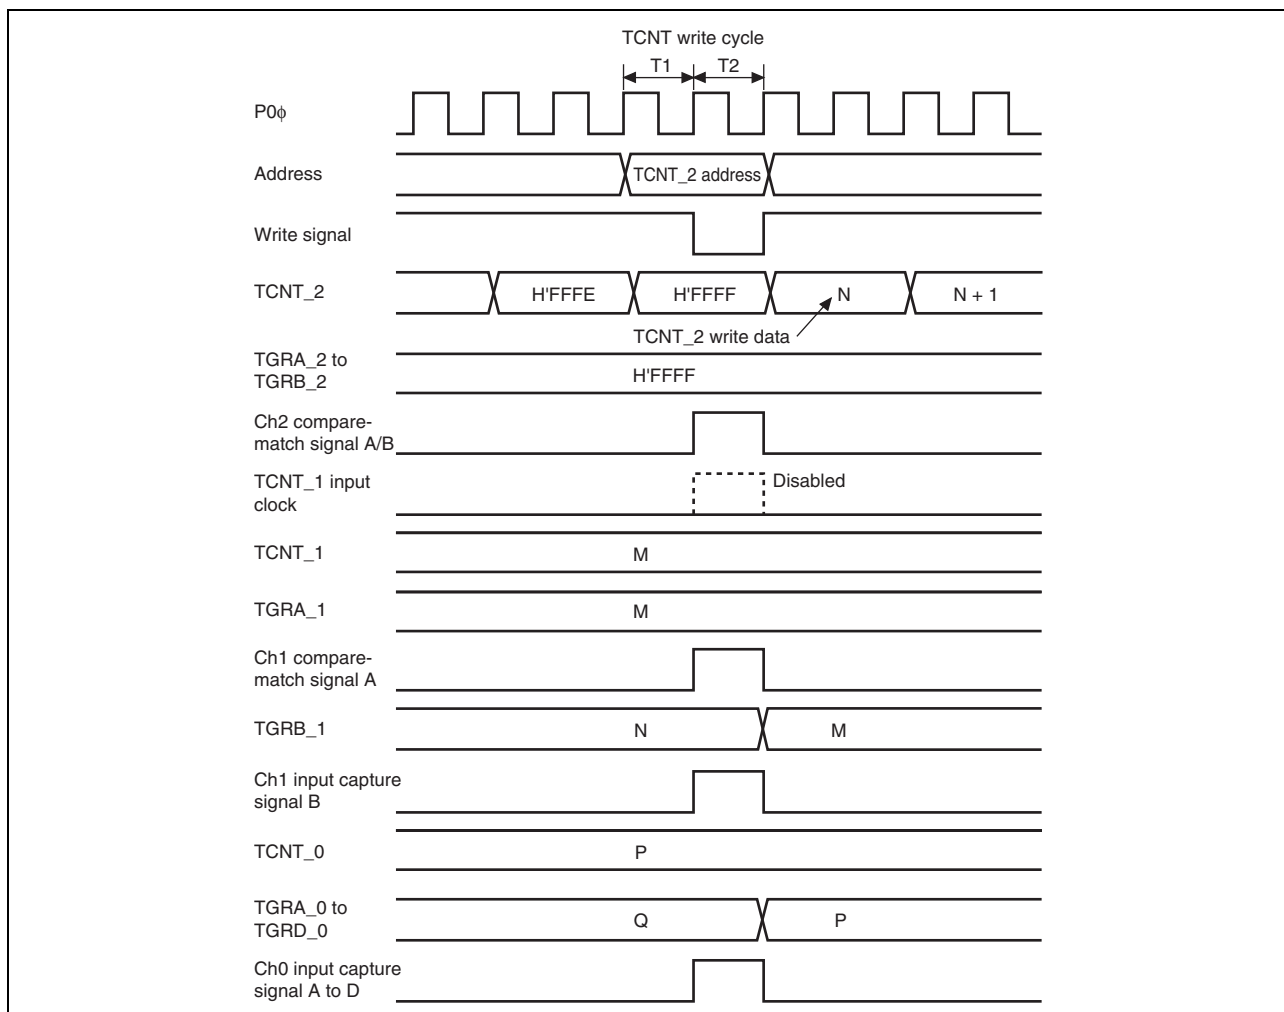 TCNT write cycle
T1 T2
P0ϕ
Address TCNT_2 address
Write signal
TCNT_2 H'FFFE H'FFFF N N + 1
TCNT_2 write data
TGRA_2 to
TGRB_2 H'FFFF
Ch2 compare-
match signal A/B
TCNT_1 input Disabled
clock
TCNT_1 M
TGRA_1 M
Ch1 compare-
match signal A
TGRB_1 N M
Ch1 input capture
signal B
TCNT_0 P
TGRA_0 to Q P
TGRD_0
Ch0 input capture
signal A to D